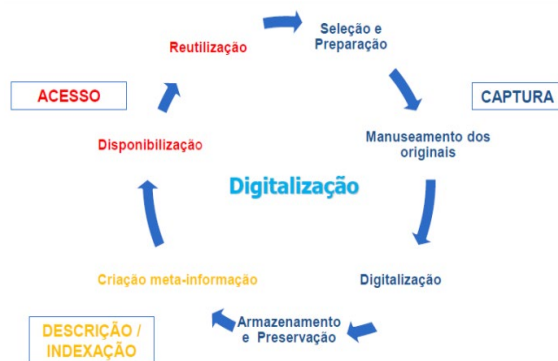 Reutilização
Seleção e
Preparação
ACESSO
CAPTURA
Disponibilização
Manuseamento dos
originais
Digitalização
Criação meta-informação
Digitalização
Armazenamento
e Preservação
DESCRIÇÃO /
INDEXAÇÃO